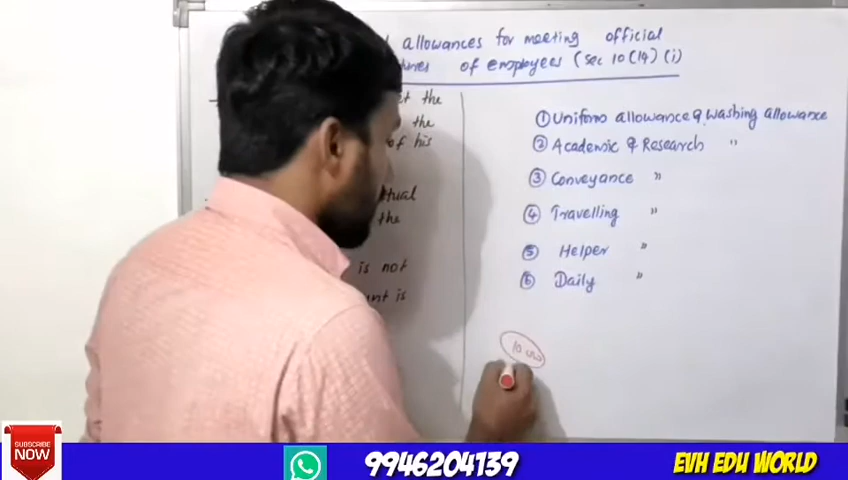 allowances for meeting official
of employees (sec 10(14)(i)
the
the
of his
the
is not
is
① Uniform allowance & washing allowance
② Academic & Research "
③ Conveyance "
④ Travelling "
⑤ Helper "
⑥ Daily "
SUBSCRIBE
NOW
9946204139
EVH EDU WORLD